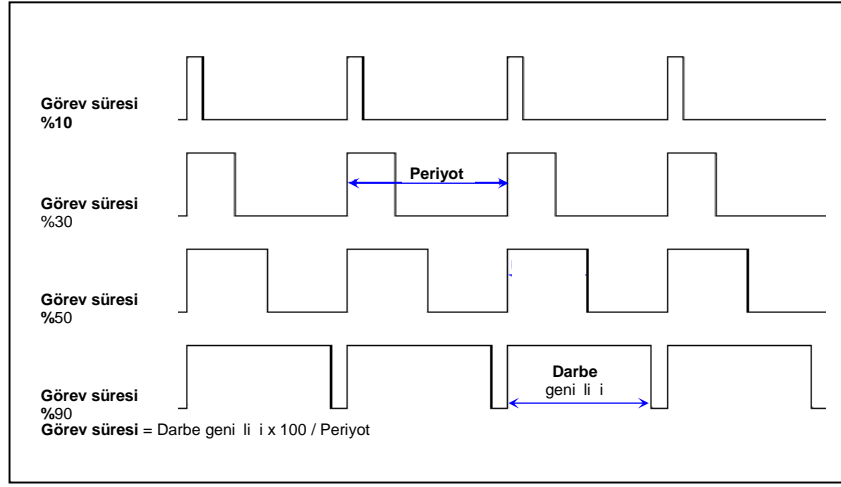 Görev süresi
%10
Periyot
Görev süresi
%30
Görev süresi
%50
Darbe
geni li i
Görev süresi
%90
Görev süresi = Darbe geni li i x 100 / Periyot